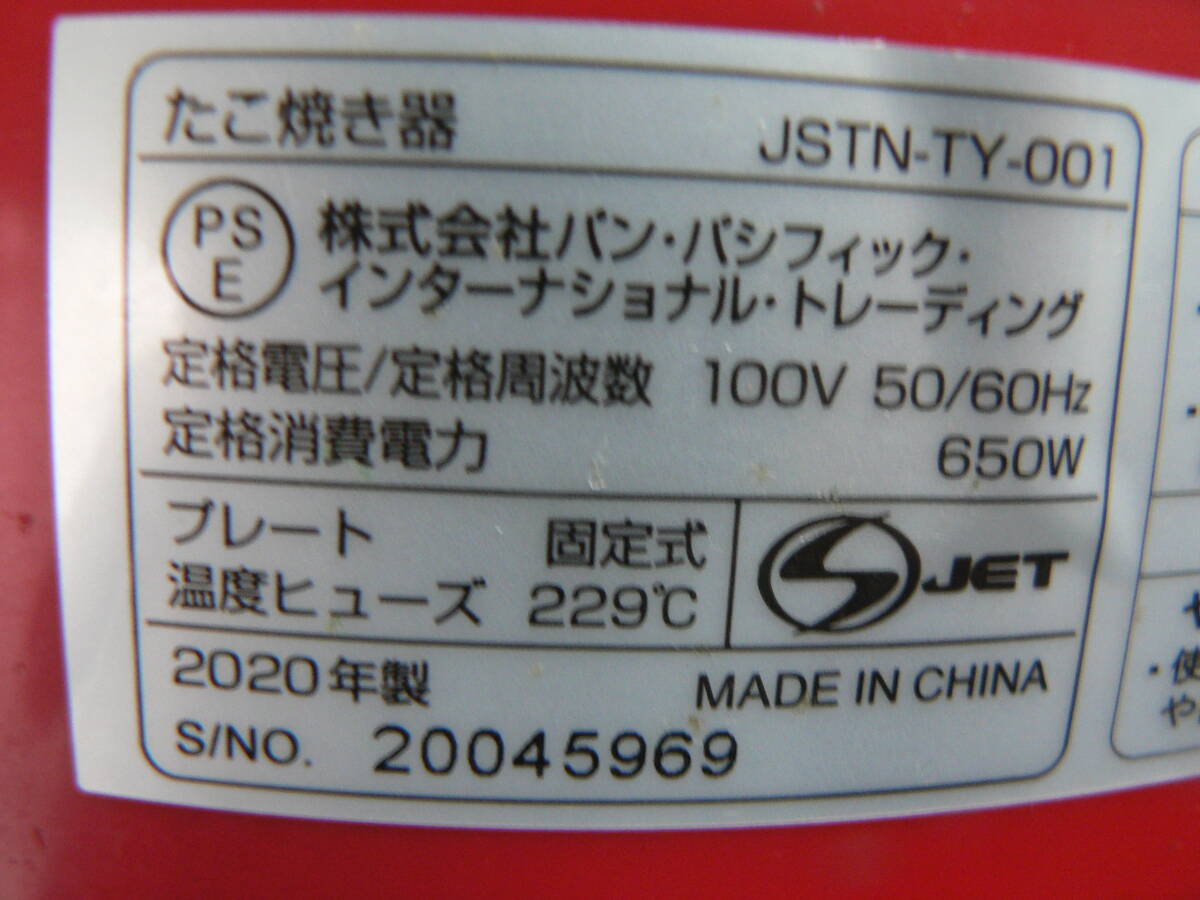 たこ焼き器 JSTN-TY-001
PS
E
株式会社パン・パシフィック・
インターナショナル・トレーディング
定格電圧/定格周波数 100V 50/60Hz
定格消費電力 650W
プレート 固定式
温度ヒューズ 229℃
JET
2020年製 MADE IN CHINA
S/NO. 20045969
・使
や